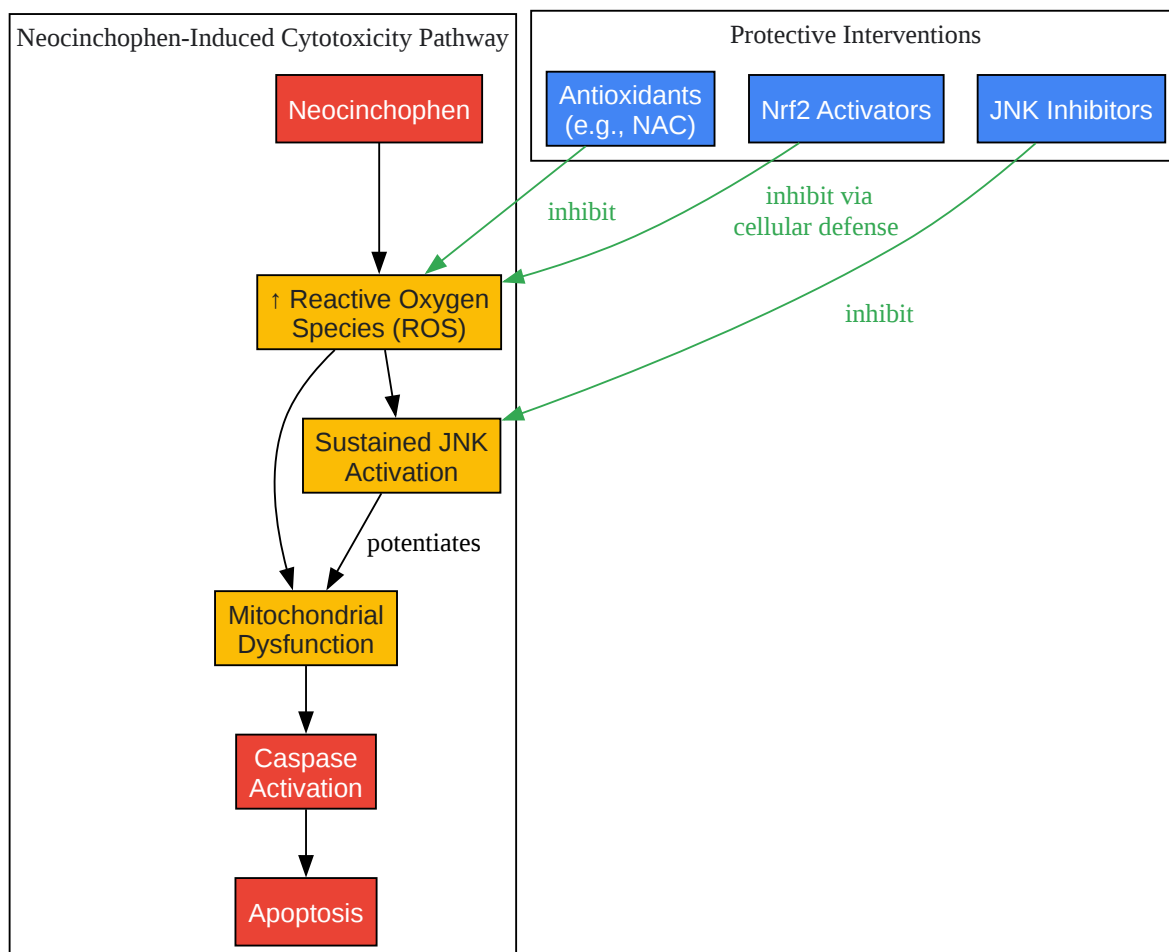 Neocinchophen-Induced Cytotoxicity Pathway
Neocinchophen
↑ Reactive Oxygen
Species (ROS)
Sustained JNK
Activation
potentiates
Mitochondrial
Dysfunction
Caspase
Activation
Apoptosis
Protective Interventions
Antioxidants
(e.g., NAC)
Nrf2 Activators
JNK Inhibitors
inhibit
inhibit via
cellular defense
inhibit